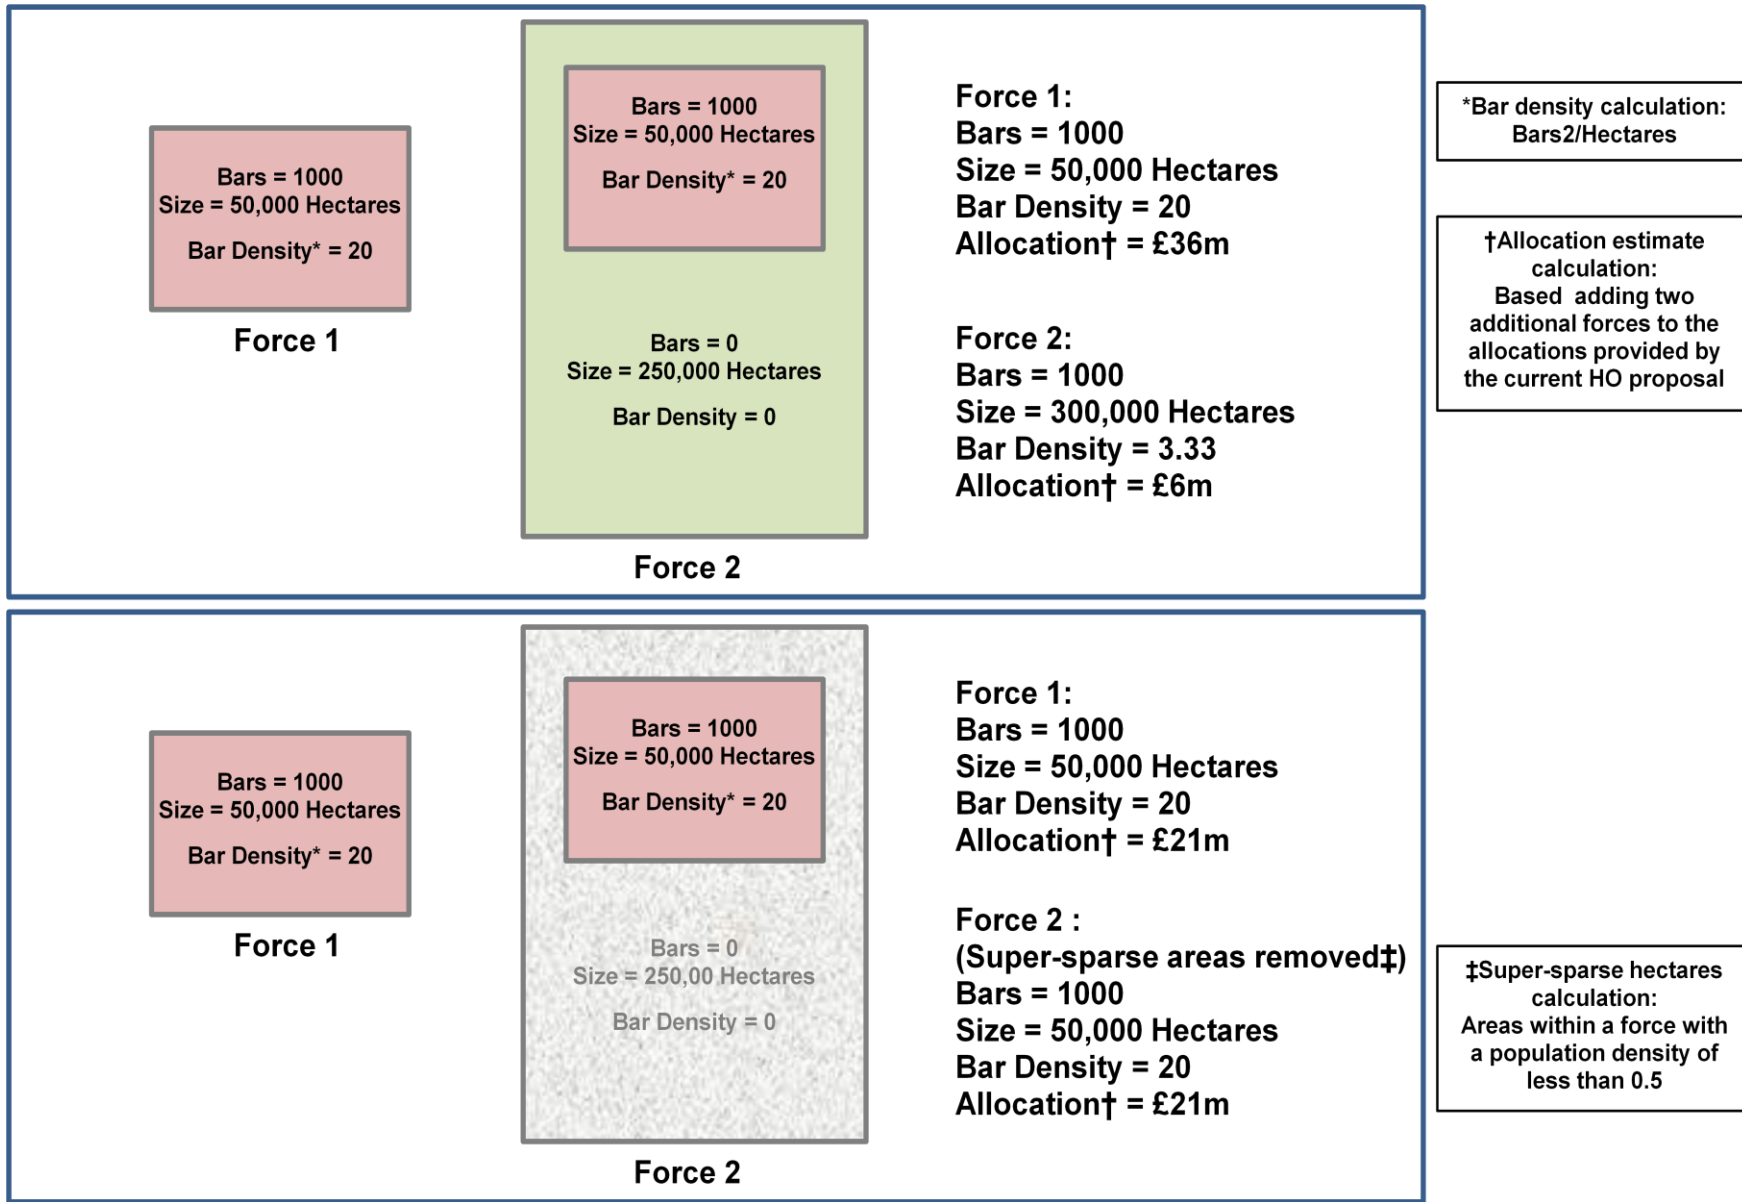 Bars = 1000
Size = 50,000 Hectares
Bar Density* = 20
Force 1
Bars = 1000
Size = 50,000 Hectares
Bar Density* = 20
Bars = 0
Size = 250,000 Hectares
Bar Density = 0
Force 2
Force 1:
Bars = 1000
Size = 50,000 Hectares
Bar Density = 20
Allocation† = £36m
Force 2:
Bars = 1000
Size = 300,000 Hectares
Bar Density = 3.33
Allocation† = £6m
*Bar density calculation:
Bars2/Hectares
†Allocation estimate
calculation:
Based adding two
additional forces to the
allocations provided by
the current HO proposal
Bars = 1000
Size = 50,000 Hectares
Bar Density* = 20
Force 1
Bars = 1000
Size = 50,000 Hectares
Bar Density* = 20
Bars = 0
Size = 250,00 Hectares
Bar Density = 0
Force 2
Force 1:
Bars = 1000
Size = 50,000 Hectares
Bar Density = 20
Allocation† = £21m
Force 2 :
(Super-sparse areas removed‡)
Bars = 1000
Size = 50,000 Hectares
Bar Density = 20
Allocation† = £21m
‡Super-sparse hectares
calculation:
Areas within a force with
a population density of
less than 0.5